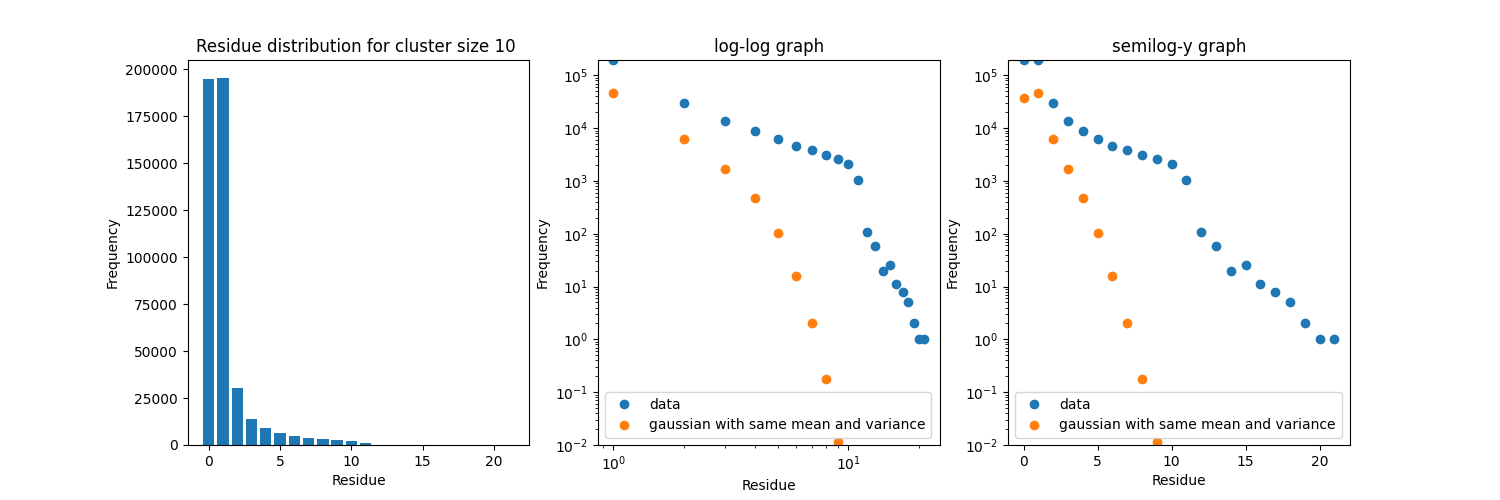 Residue distribution for cluster size 10
200000
175000
150000
125000
100000
75000
50000
25000
0
Frequency
0 5 10 15 20
Residue
log-log graph
10^5
10^4
10^3
10^2
10^1
10^0
10^-1
10^-2
Frequency
data
gaussian with same mean and variance
10^0 10^1
Residue
semilog-y graph
10^5
10^4
10^3
10^2
10^1
10^0
10^-1
10^-2
Frequency
data
gaussian with same mean and variance
0 5 10 15 20
Residue